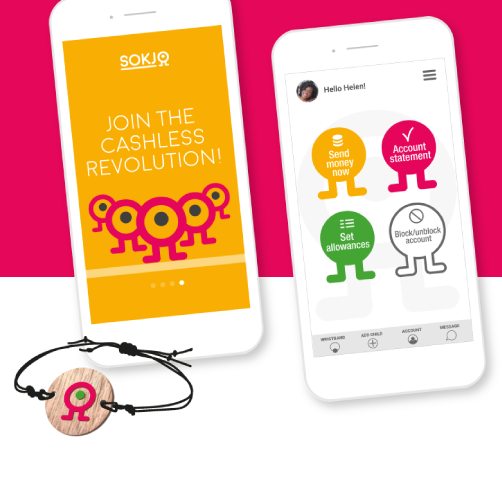 SOKJO
JOIN THE
CASHLESS
REVOLUTION!
Hello Helen!
Send
money
now
Account
statement
Set
allowances
Block/unblock
account
WRISTBAND
ADD CHILD
ACCOUNT
MESSAGE